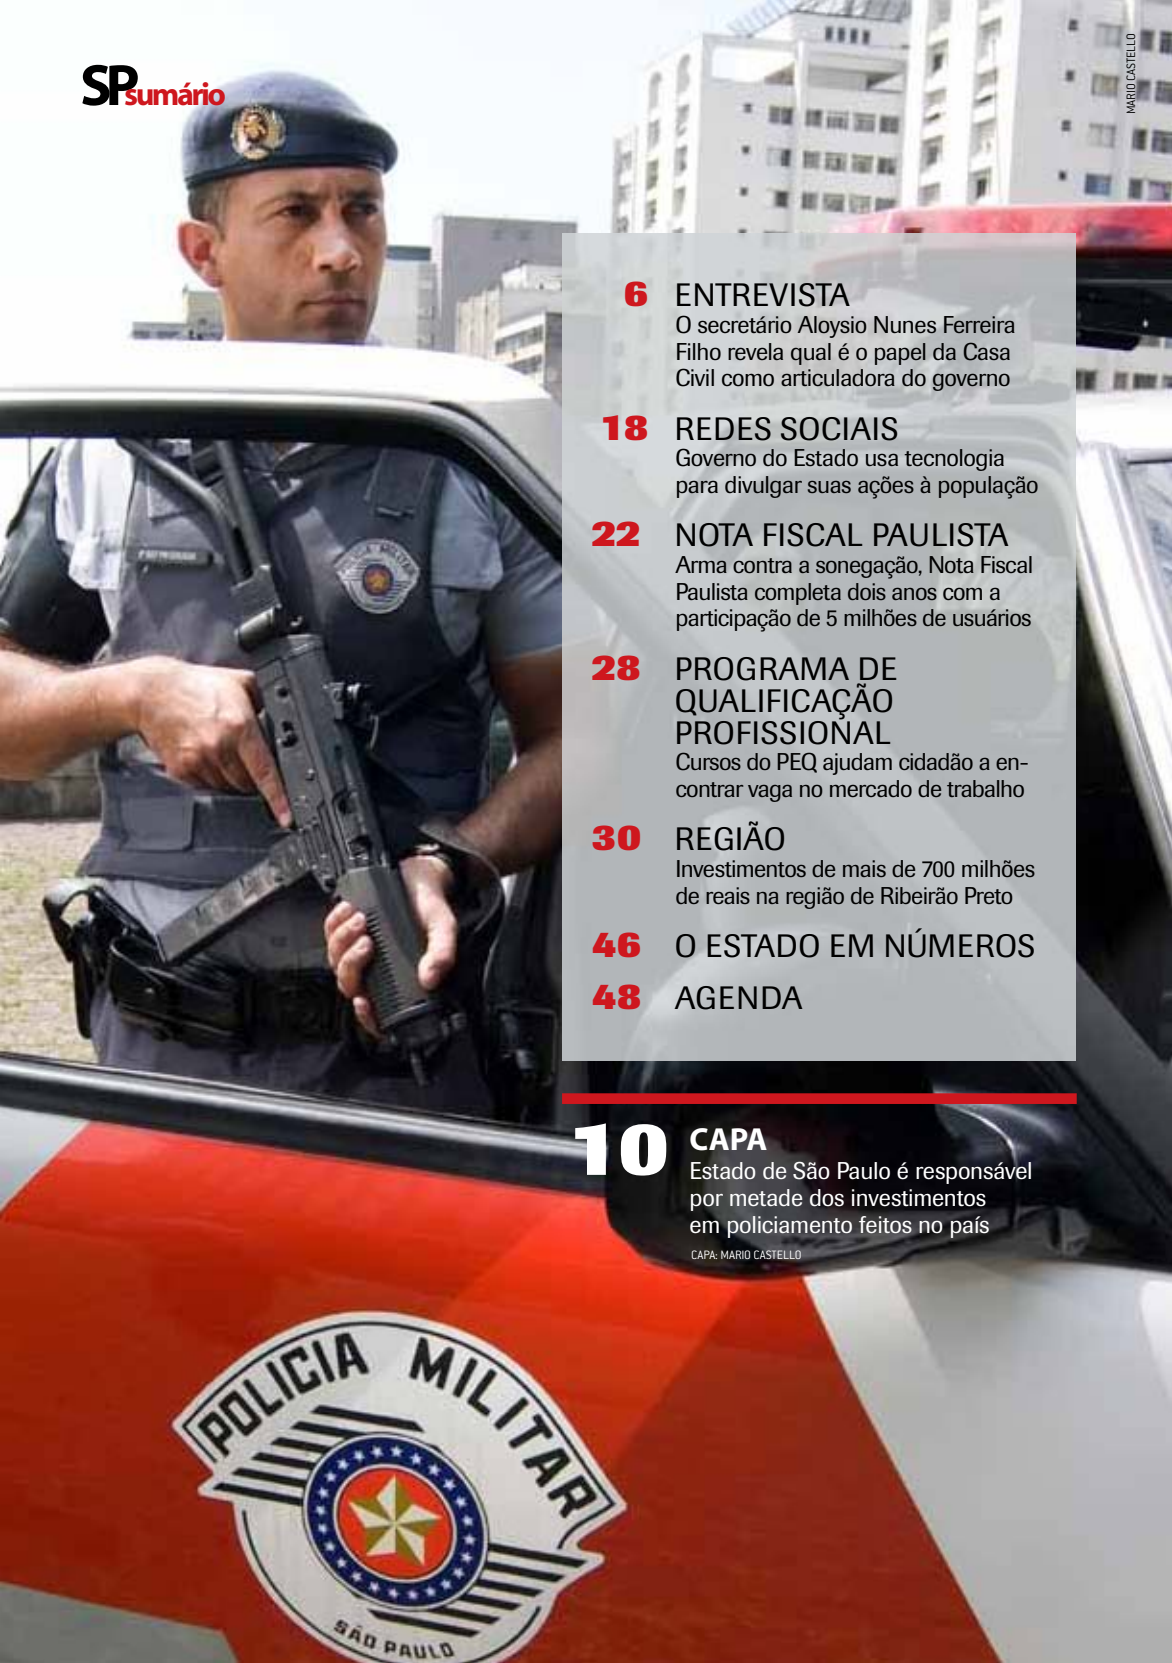 SPsumário
MARIO CASTELLO
6 ENTREVISTA
O secretário Aloysio Nunes Ferreira
Filho revela qual é o papel da Casa
Civil como articuladora do governo
18 REDES SOCIAIS
Governo do Estado usa tecnologia
para divulgar suas ações à população
22 NOTA FISCAL PAULISTA
Arma contra a sonegação, Nota Fiscal
Paulista completa dois anos com a
participação de 5 milhões de usuários
28 PROGRAMA DE
QUALIFICAÇÃO
PROFISSIONAL
Cursos do PEQ ajudam cidadão a en-
contrar vaga no mercado de trabalho
30 REGIÃO
Investimentos de mais de 700 milhões
de reais na região de Ribeirão Preto
46 O ESTADO EM NÚMEROS
48 AGENDA
10 CAPA
Estado de São Paulo é responsável
por metade dos investimentos
em policiamento feitos no país
CAPA: MARIO CASTELLO
POLICIA MILITAR
POLICIA MILITAR
SÃO PAULO